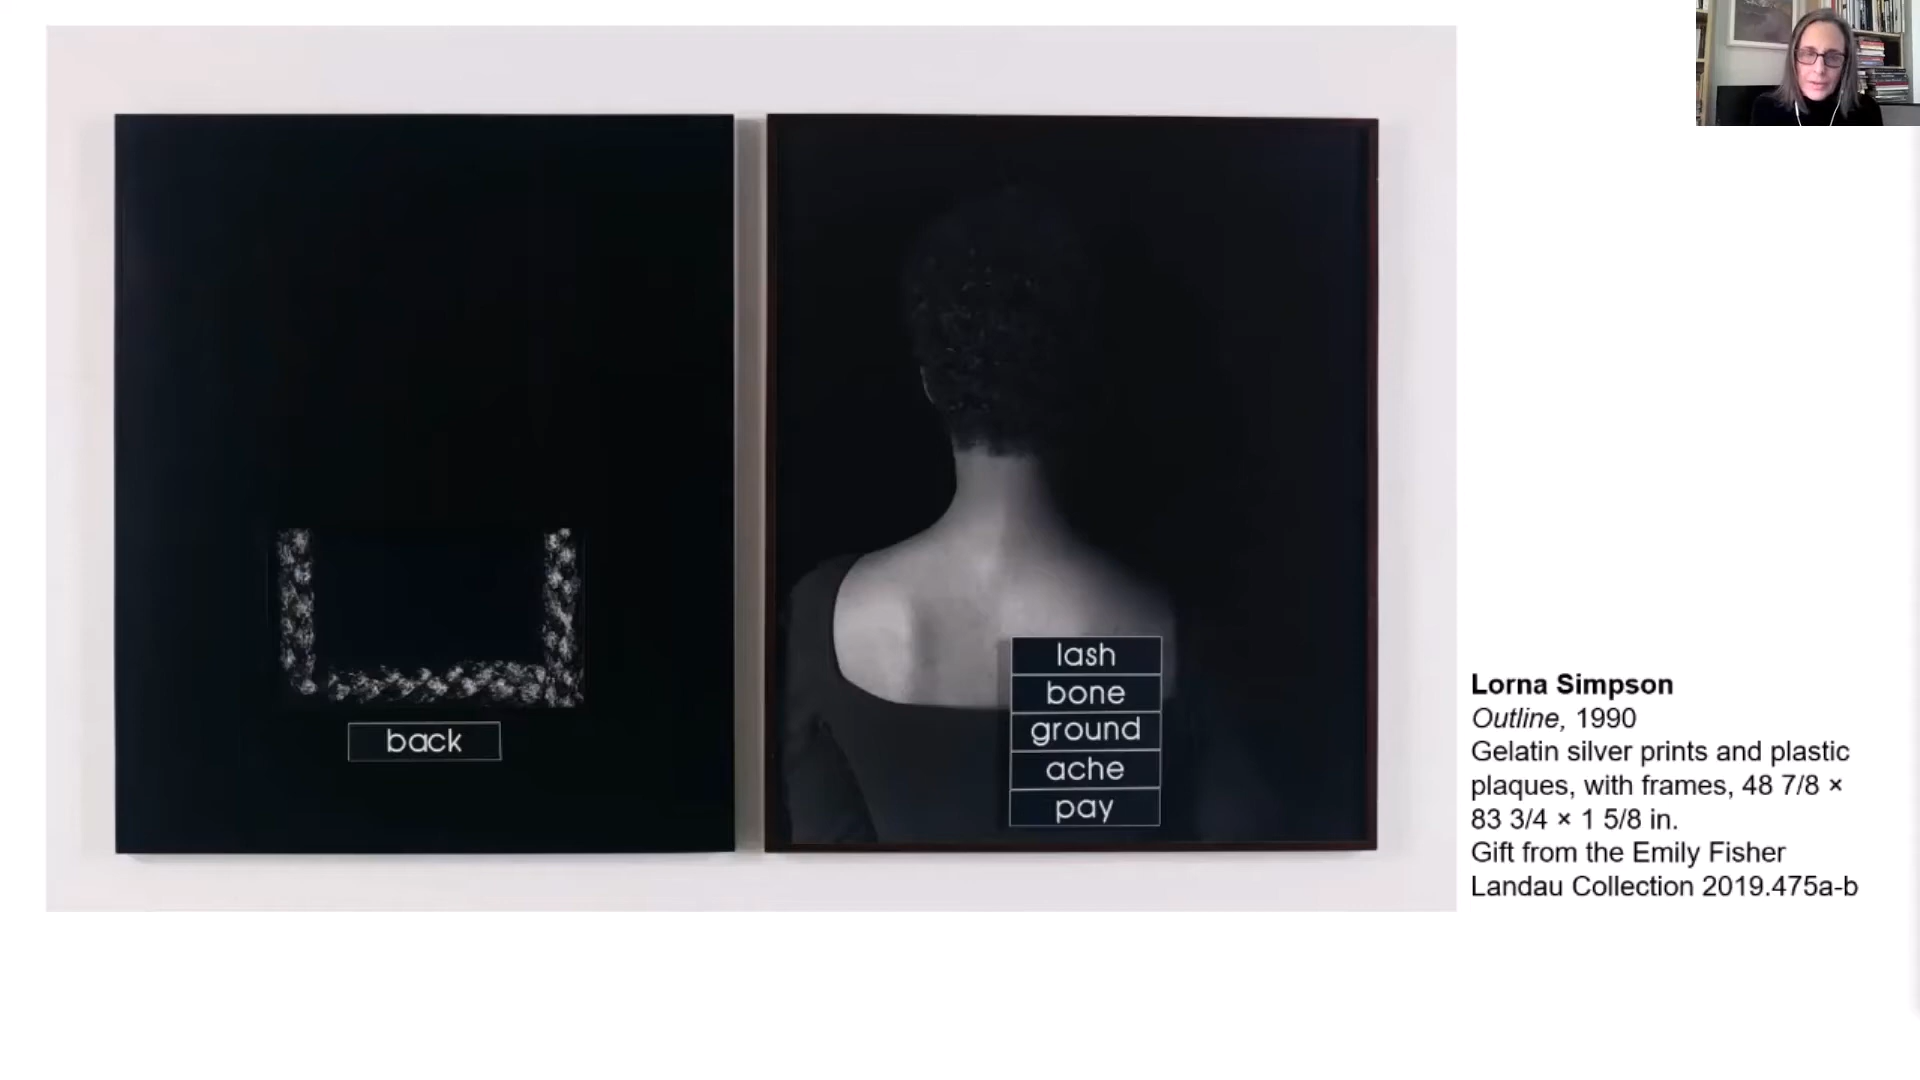 back
lash
bone
ground
ache
pay
Lorna Simpson
Outline, 1990
Gelatin silver prints and plastic
plaques, with frames, 48 7/8 ×
83 3/4 × 1 5/8 in.
Gift from the Emily Fisher
Landau Collection 2019.475a-b